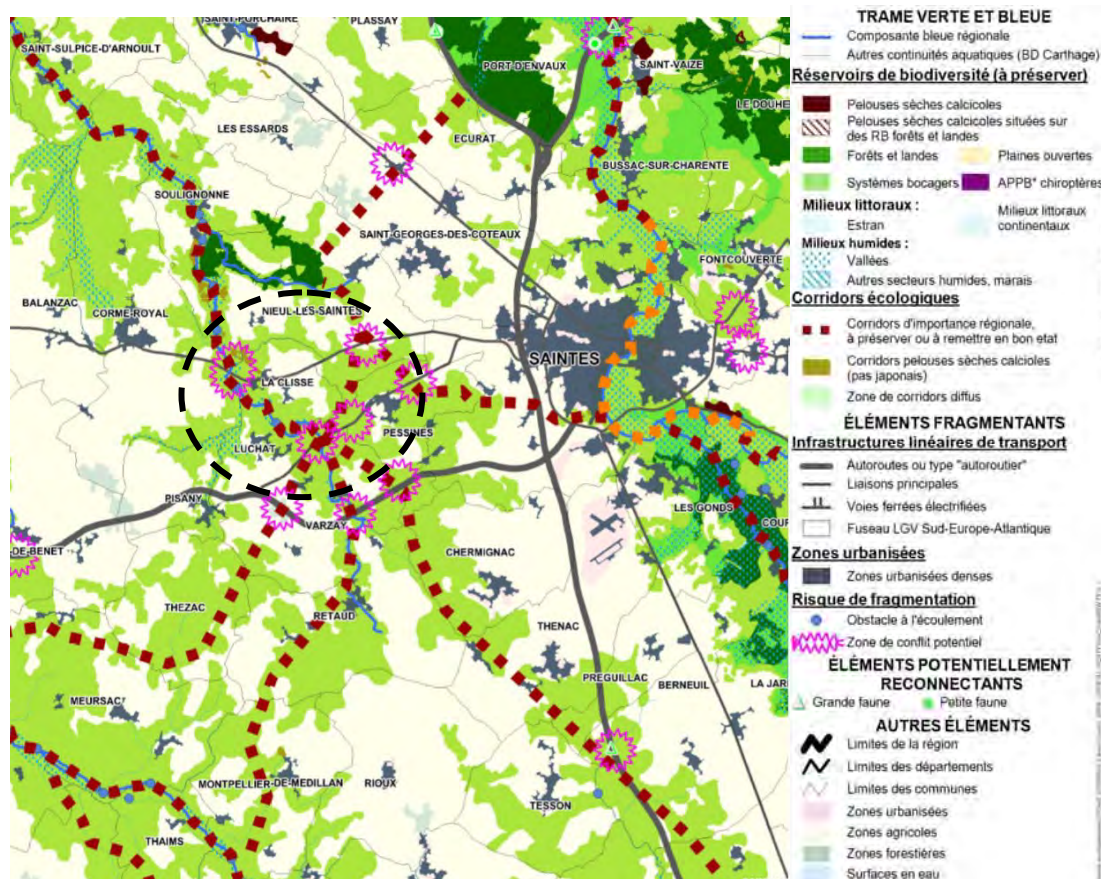 SAINT-PORCHAIRE
PLASSAY
SAINT-SULPICE-D'ARNOULT
PORT-D'ENVAUX
SAINT-VAIZE
LE DOUHE
LES ESSARDS
ECURAT
BUSSAC-SUR-CHARENTE
SOULIGNONNE
SAINT-GEORGES-DES-COTEAUX
FONTCOUVERTE
BALANZAC
CORME-ROYAL
NIEUL-LES-SAINTES
SAINTES
LA CLISSE
PESSINES
LUCHAT
PISANY
VARZAY
LES GONDS
COUR
-DE-BENET
CHERMIGNAC
THEZAC
RETAUD
THENAC
PREGUILLAC
BERNEUIL
LA JAR
MEURSAC
MONTPELLIER-DE-MEDILLAN
RIOUX
TESSON
THAIMS
TRAME VERTE ET BLEUE
Composante bleue régionale
Autres continuités aquatiques (BD Carthage)
Réservoirs de biodiversité (à préserver)
Pelouses sèches calcicoles
Pelouses sèches calcicoles situées sur
des RB forêts et landes
Forêts et landes
Plaines ouvertes
Systèmes bocagers
APPB* chiroptères
Milieux littoraux :
Estran
Milieux littoraux
continentaux
Milieux humides :
Vallées
Autres secteurs humides, marais
Corridors écologiques
Corridors d'importance régionale,
à préserver ou à remettre en bon etat
Corridors pelouses sèches calcioles
(pas japonais)
Zone de corridors diffus
ÉLÉMENTS FRAGMENTANTS
Infrastructures linéaires de transport
Autoroutes ou type "autoroutier"
Liaisons principales
Voies ferrées électrifiées
Fuseau LGV Sud-Europe-Atlantique
Zones urbanisées
Zones urbanisées denses
Risque de fragmentation
Obstacle à l'écoulement
Zone de conflit potentiel
ÉLÉMENTS POTENTIELLEMENT
RECONNECTANTS
Grande faune
Petite faune
AUTRES ÉLÉMENTS
Limites de la région
Limites des départements
Limites des communes
Zones urbanisées
Zones agricoles
Zones forestières
Surfaces en eau